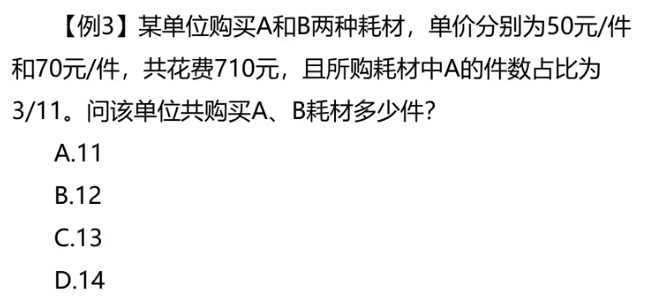 【例3】某单位购买A和B两种耗材，单价分别为50元/件
和70元/件，共花费710元，且所购耗材中A的件数占比为
3/11。问该单位共购买A、B耗材多少件？
A.11
B.12
C.13
D.14